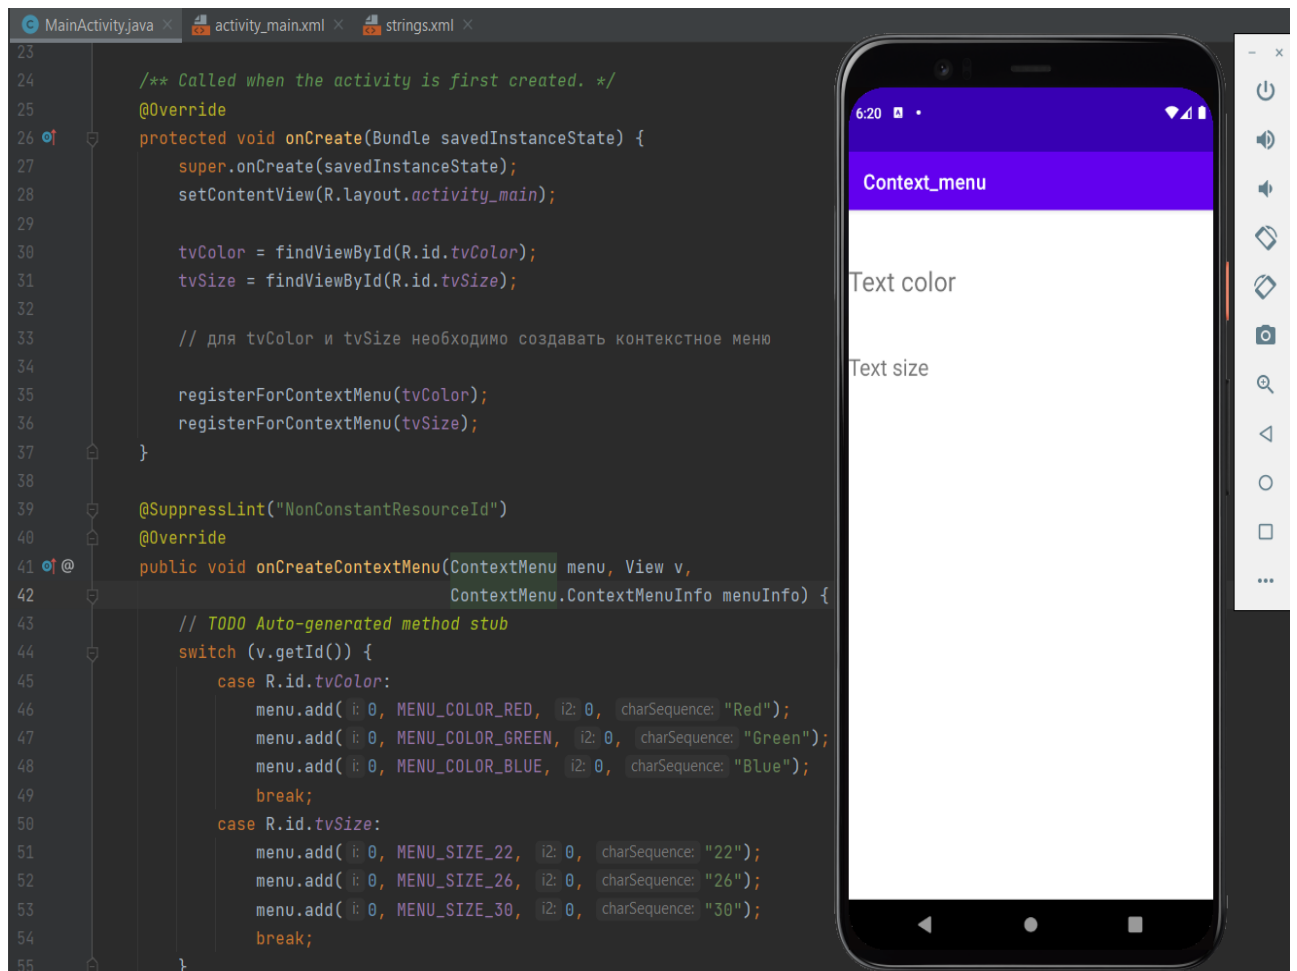 MainActivity.java activity_main.xml strings.xml
23
24 /** Called when the activity is first created. */
25 @Override
26 protected void onCreate(Bundle savedInstanceState) {
27 super.onCreate(savedInstanceState);
28 setContentView(R.layout.activity_main);
29
30 tvColor = findViewById(R.id.tvColor);
31 tvSize = findViewById(R.id.tvSize);
32
33 // для tvColor и tvSize необходимо создавать контекстное меню
34
35 registerForContextMenu(tvColor);
36 registerForContextMenu(tvSize);
37 }
38
39 @SuppressLint("NonConstantResourceId")
40 @Override
41 @ public void onCreateContextMenu(ContextMenu menu, View v,
42 ContextMenu.ContextMenuInfo menuInfo) {
43 // TODO Auto-generated method stub
44 switch (v.getId()) {
45 case R.id.tvColor:
46 menu.add( i: 0, MENU_COLOR_RED, i2: 0, charSequence: "Red");
47 menu.add( i: 0, MENU_COLOR_GREEN, i2: 0, charSequence: "Green");
48 menu.add( i: 0, MENU_COLOR_BLUE, i2: 0, charSequence: "Blue");
49 break;
50 case R.id.tvSize:
51 menu.add( i: 0, MENU_SIZE_22, i2: 0, charSequence: "22");
52 menu.add( i: 0, MENU_SIZE_26, i2: 0, charSequence: "26");
53 menu.add( i: 0, MENU_SIZE_30, i2: 0, charSequence: "30");
54 break;
55 }
6:20
Context_menu
Text color
Text size